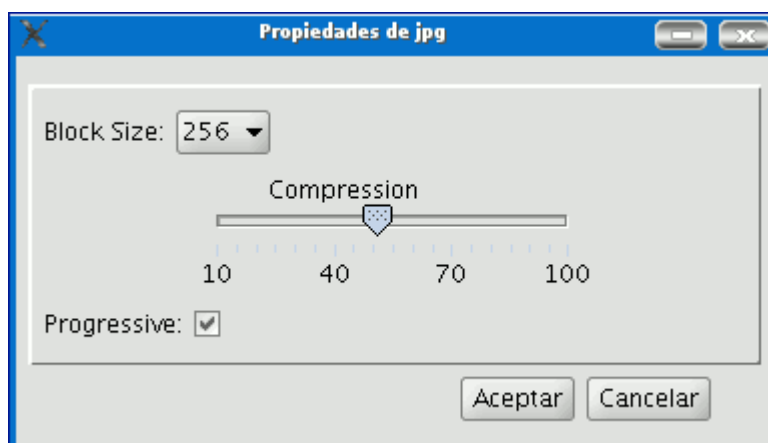 Propiedades de jpg
Block Size: 256
Compression
10 40 70 100
Progressive:
Aceptar Cancelar